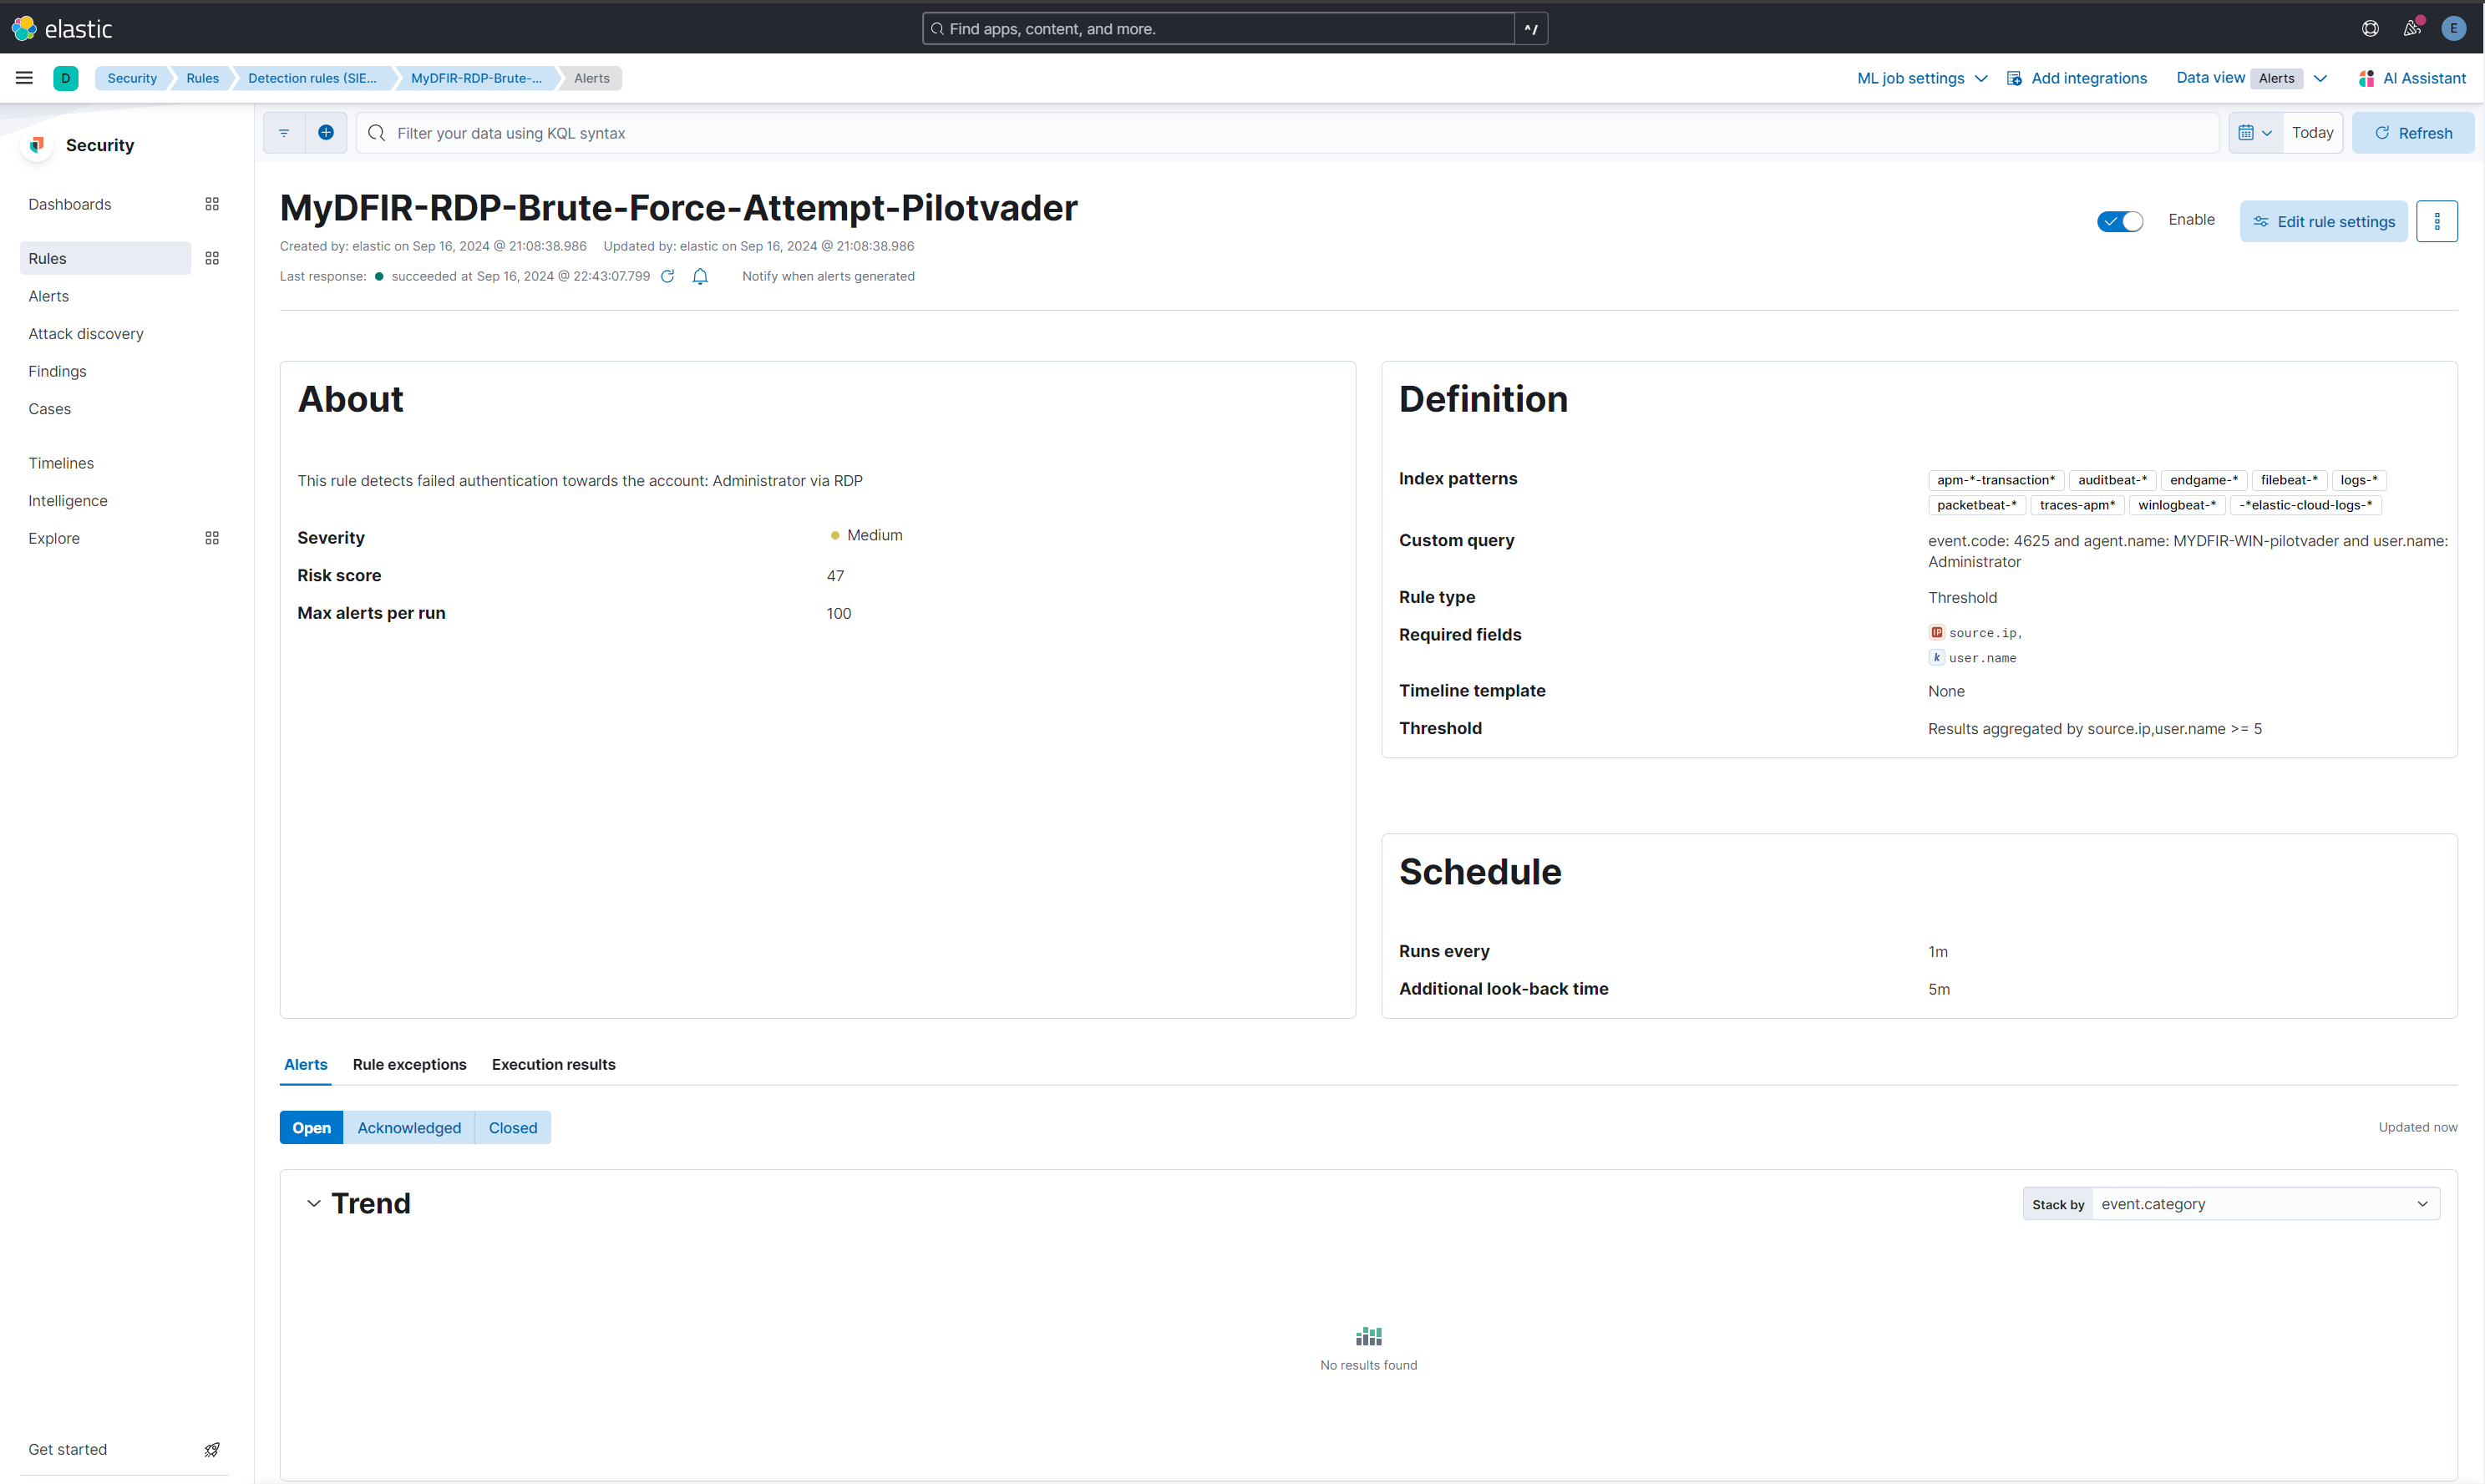 elastic
Find apps, content, and more.
^/
E
D
Security
Rules
Detection rules (SIE...
MyDFIR-RDP-Brute-...
Alerts
ML job settings
Add integrations
Data view
Alerts
AI Assistant
Security
Dashboards
Rules
Alerts
Attack discovery
Findings
Cases
Timelines
Intelligence
Explore
Get started
Filter your data using KQL syntax
Today
Refresh
MyDFIR-RDP-Brute-Force-Attempt-Pilotvader
Created by: elastic on Sep 16, 2024 @ 21:08:38.986 Updated by: elastic on Sep 16, 2024 @ 21:08:38.986
Last response: succeeded at Sep 16, 2024 @ 22:43:07.799 Notify when alerts generated
Enable
Edit rule settings
About
This rule detects failed authentication towards the account: Administrator via RDP
Severity Medium
Risk score 47
Max alerts per run 100
Definition
Index patterns apm-*-transaction* auditbeat-* endgame-* filebeat-* logs-*
packetbeat-* traces-apm* winlogbeat-* -*elastic-cloud-logs-*
Custom query event.code: 4625 and agent.name: MYDFIR-WIN-pilotvader and user.name:
Administrator
Rule type Threshold
Required fields IP source.ip,
k user.name
Timeline template None
Threshold Results aggregated by source.ip,user.name >= 5
Schedule
Runs every 1m
Additional look-back time 5m
Alerts Rule exceptions Execution results
Open Acknowledged Closed
Updated now
Trend
Stack by event.category
No results found